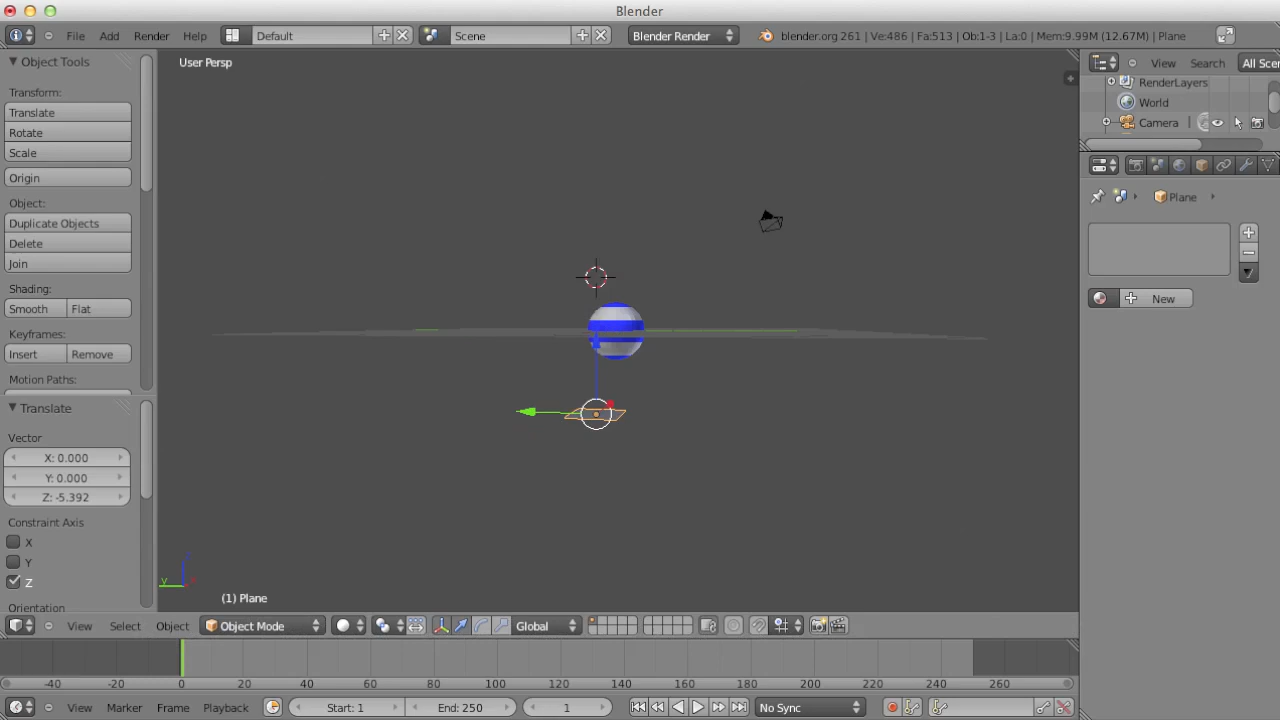 Blender
File Add Render Help Default Scene Blender Render blender.org 261 | Ve:486 | Fa:513 | Ob:1-3 | La:0 | Mem:9.99M (12.67M) | Plane
Object Tools
User Persp
View Search All Scen
RenderLayers
World
Camera
Transform:
Translate
Rotate
Scale
Origin
Object:
Duplicate Objects
Delete
Join
Shading:
Smooth Flat
Keyframes:
Insert Remove
Motion Paths:
Plane
New
Translate
Vector
X: 0.000
Y: 0.000
Z: -5.392
Constraint Axis
X
Y
Z
Orientation
z
y
(1) Plane
View Select Object Object Mode Global
-40 -20 0 20 40 60 80 100 120 140 160 180 200 220 240 260
View Marker Frame Playback Start: 1 End: 250 1 No Sync